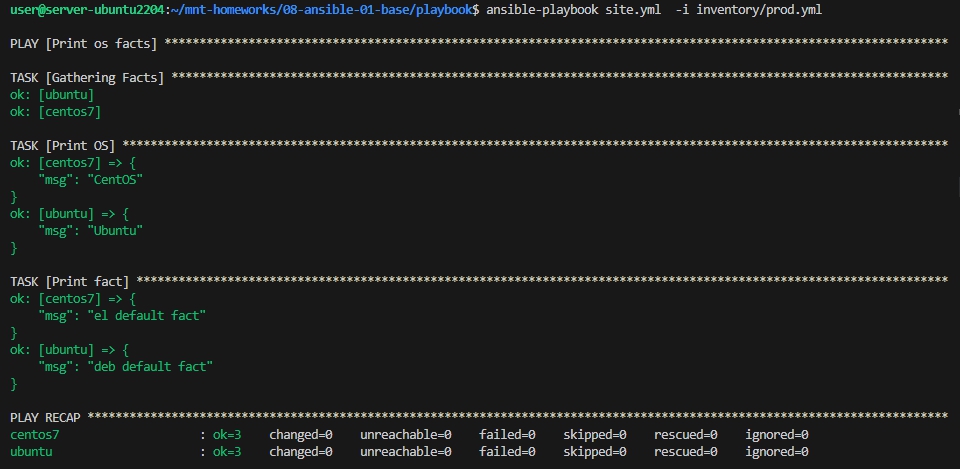 user@server-ubuntu2204:~/mnt-homeworks/08-ansible-01-base/playbook$ ansible-playbook site.yml  -i inventory/prod.yml

PLAY [Print os facts] ****************************************************************************************************************

TASK [Gathering Facts] ***************************************************************************************************************
ok: [ubuntu]
ok: [centos7]

TASK [Print OS] **********************************************************************************************************************
ok: [centos7] => {
    "msg": "CentOS"
}
ok: [ubuntu] => {
    "msg": "Ubuntu"
}

TASK [Print fact] ********************************************************************************************************************
ok: [centos7] => {
    "msg": "el default fact"
}
ok: [ubuntu] => {
    "msg": "deb default fact"
}

PLAY RECAP ***************************************************************************************************************************
centos7                    : ok=3    changed=0    unreachable=0    failed=0    skipped=0    rescued=0    ignored=0
ubuntu                     : ok=3    changed=0    unreachable=0    failed=0    skipped=0    rescued=0    ignored=0